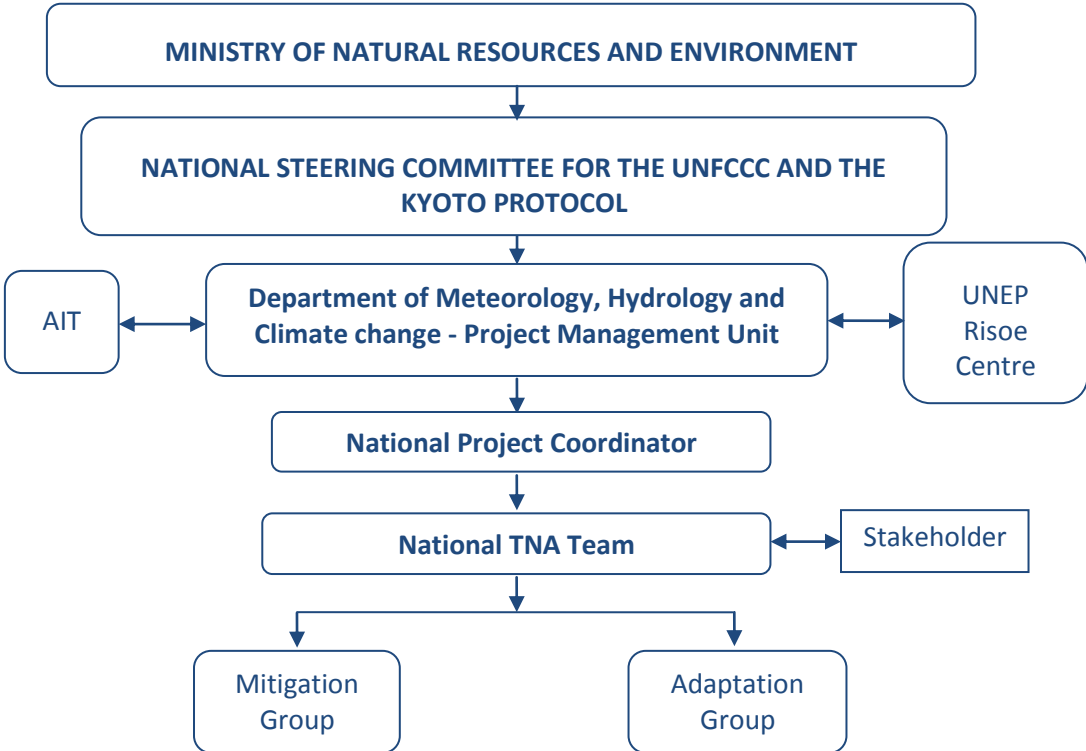 MINISTRY OF NATURAL RESOURCES AND ENVIRONMENT
NATIONAL STEERING COMMITTEE FOR THE UNFCCC AND THE
KYOTO PROTOCOL
AIT
Department of Meteorology, Hydrology and
Climate change - Project Management Unit
UNEP
Risoe
Centre
National Project Coordinator
National TNA Team
Stakeholder
Mitigation
Group
Adaptation
Group